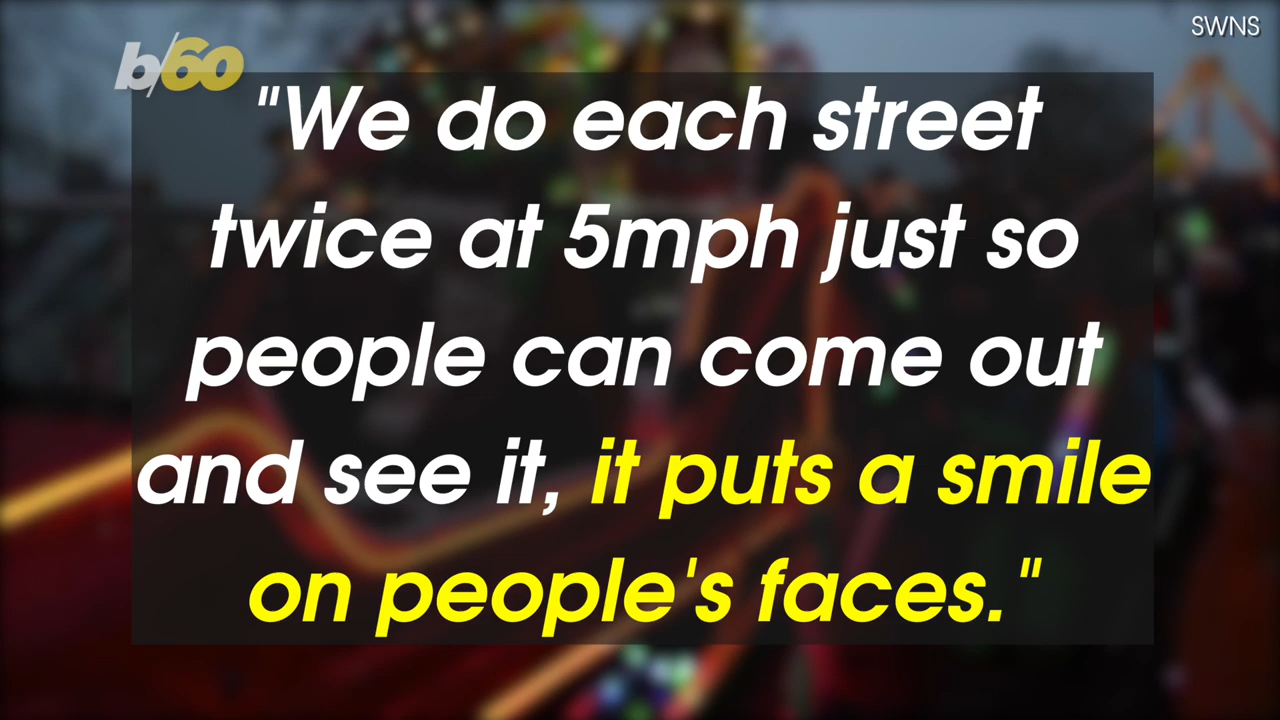 SWNS
b/60
"We do each street
twice at 5mph just so
people can come out
and see it, it puts a smile
on people's faces."